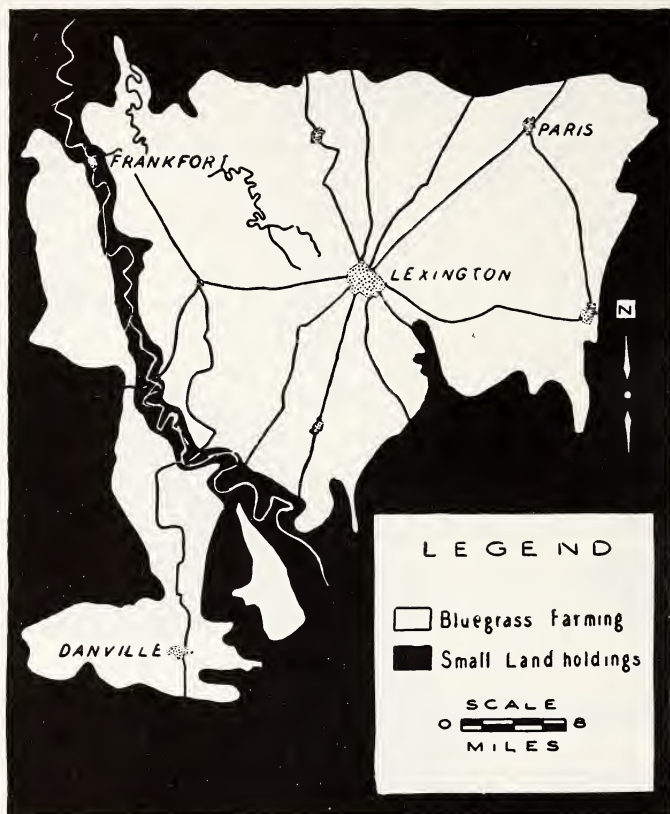 FRANKFORT
PARIS
LEXINGTON
N
DANVILLE
LEGEND
Bluegrass Farming
Small Land holdings
SCALE
0 8
MILES